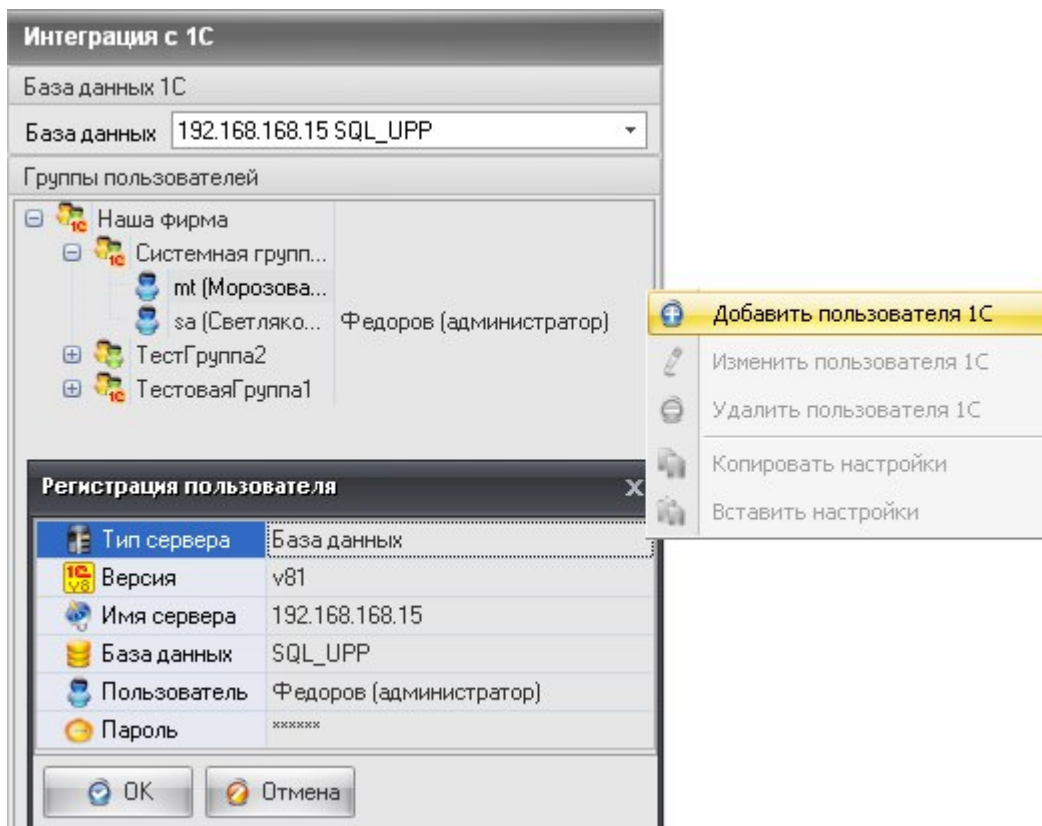 Интеграция с 1С
База данных 1С
База данных 192.168.168.15 SQL_UPP
Группы пользователей
Наша фирма
Системная групп...
mt (Морозова...
sa (Светляко... Федоров (администратор)
ТестГруппа2
ТестоваяГруппа1
Добавить пользователя 1С
Изменить пользователя 1С
Удалить пользователя 1С
Копировать настройки
Вставить настройки
Регистрация пользователя X
Тип сервера База данных
Версия v81
Имя сервера 192.168.168.15
База данных SQL_UPP
Пользователь Федоров (администратор)
Пароль ******
OK Отмена